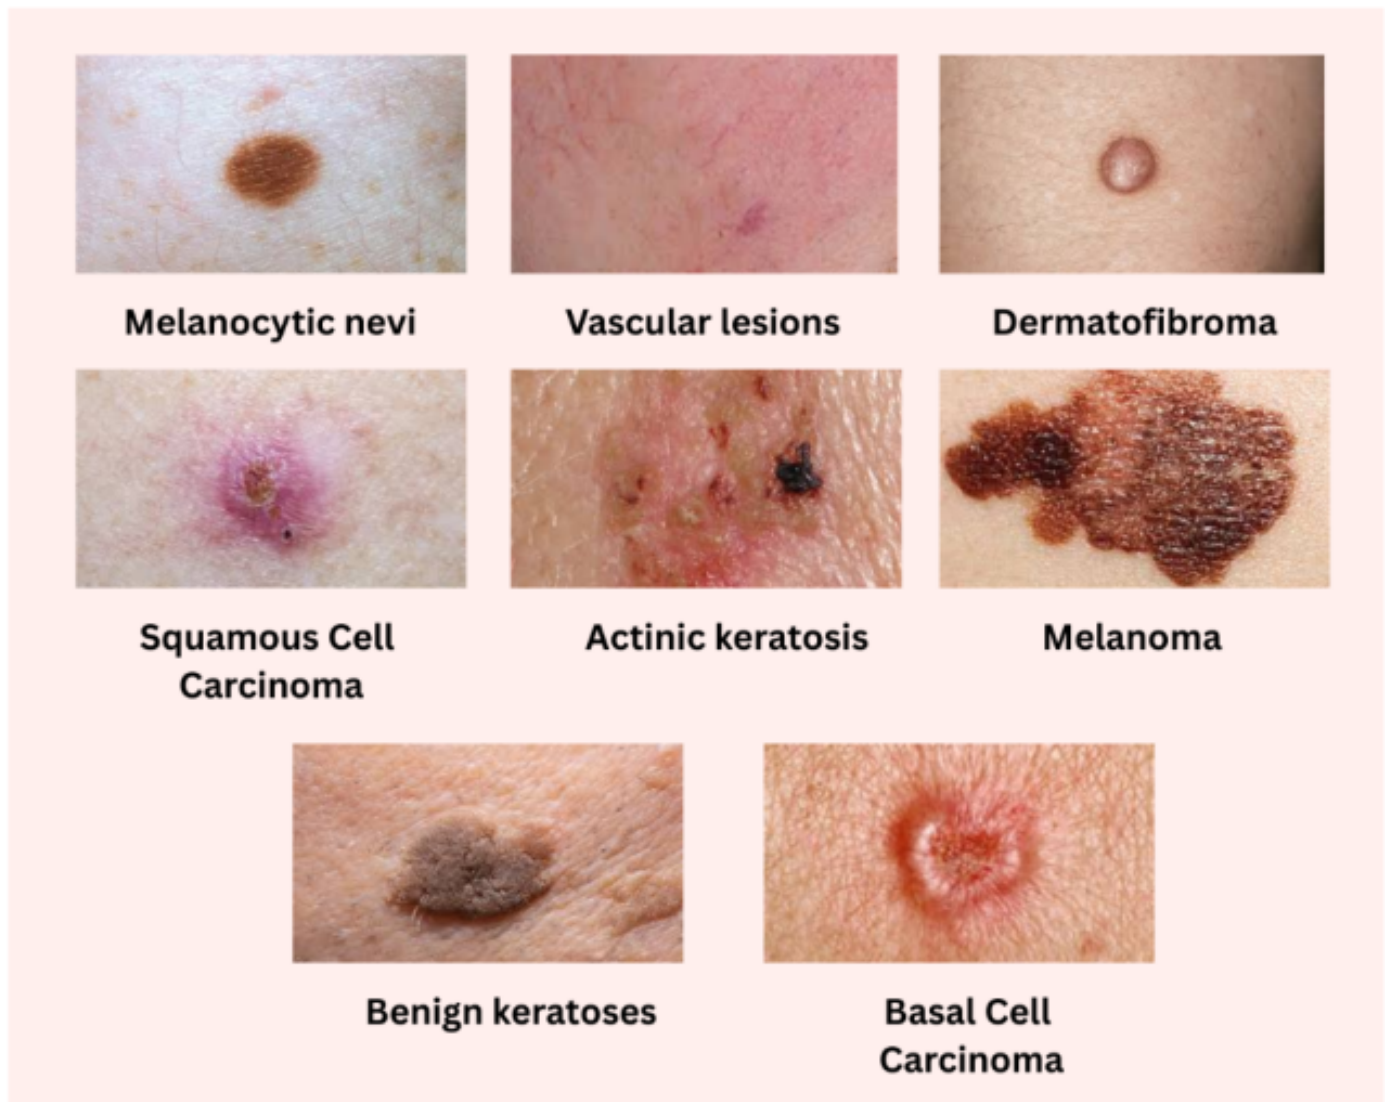 Melanocytic nevi
Vascular lesions
Dermatofibroma
Squamous Cell
Carcinoma
Actinic keratosis
Melanoma
Benign keratoses
Basal Cell
Carcinoma